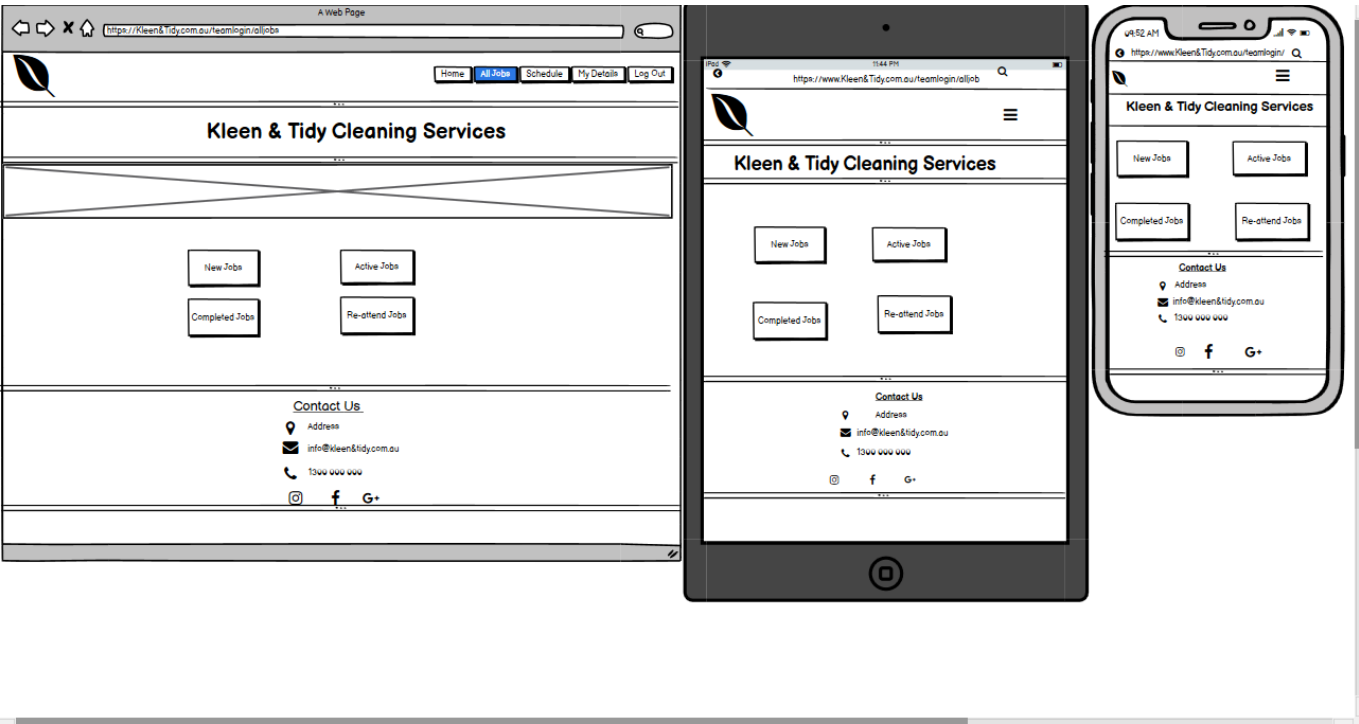 A Web Page
https://Kleen&Tidy.com.au/teamlogin/alljobs
Home All Jobs Schedule My Details Log Out
Kleen & Tidy Cleaning Services
New Jobs Active Jobs
Completed Jobs Re-attend Jobs
Contact Us
Address
info@kleen&tidy.com.au
1300 000 000
G+
iPad 11:44 PM
https://www.Kleen&Tidy.com.au/teamlogin/alljob
Kleen & Tidy Cleaning Services
New Jobs Active Jobs
Completed Jobs Re-attend Jobs
Contact Us
Address
info@kleen&tidy.com.au
1300 000 000
f G+
09:52 AM
https://www.Kleen&Tidy.com.au/teamlogin/
Kleen & Tidy Cleaning Services
New Jobs Active Jobs
Completed Jobs Re-attend Jobs
Contact Us
Address
info@kleen&tidy.com.au
1300 000 000
f G+